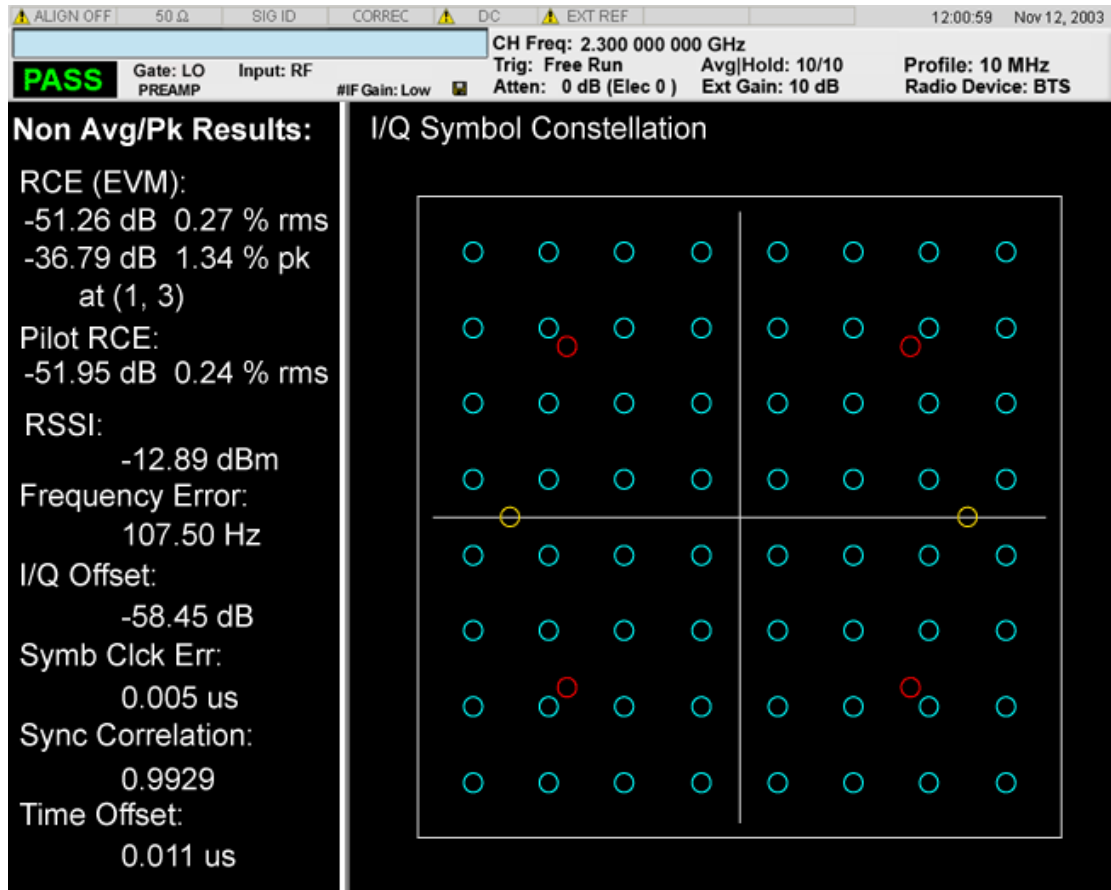 ALIGN OFF 50 Ω SIG ID CORREC DC EXT REF 12:00:59 Nov 12, 2003
CH Freq: 2.300 000 000 GHz
PASS Gate: LO Input: RF Trig: Free Run Avg|Hold: 10/10 Profile: 10 MHz
PREAMP #IF Gain: Low Atten: 0 dB (Elec 0 ) Ext Gain: 10 dB Radio Device: BTS
Non Avg/Pk Results:
RCE (EVM):
-51.26 dB 0.27 % rms
-36.79 dB 1.34 % pk
at (1, 3)
Pilot RCE:
-51.95 dB 0.24 % rms
RSSI:
-12.89 dBm
Frequency Error:
107.50 Hz
I/Q Offset:
-58.45 dB
Symb Clck Err:
0.005 us
Sync Correlation:
0.9929
Time Offset:
0.011 us
I/Q Symbol Constellation